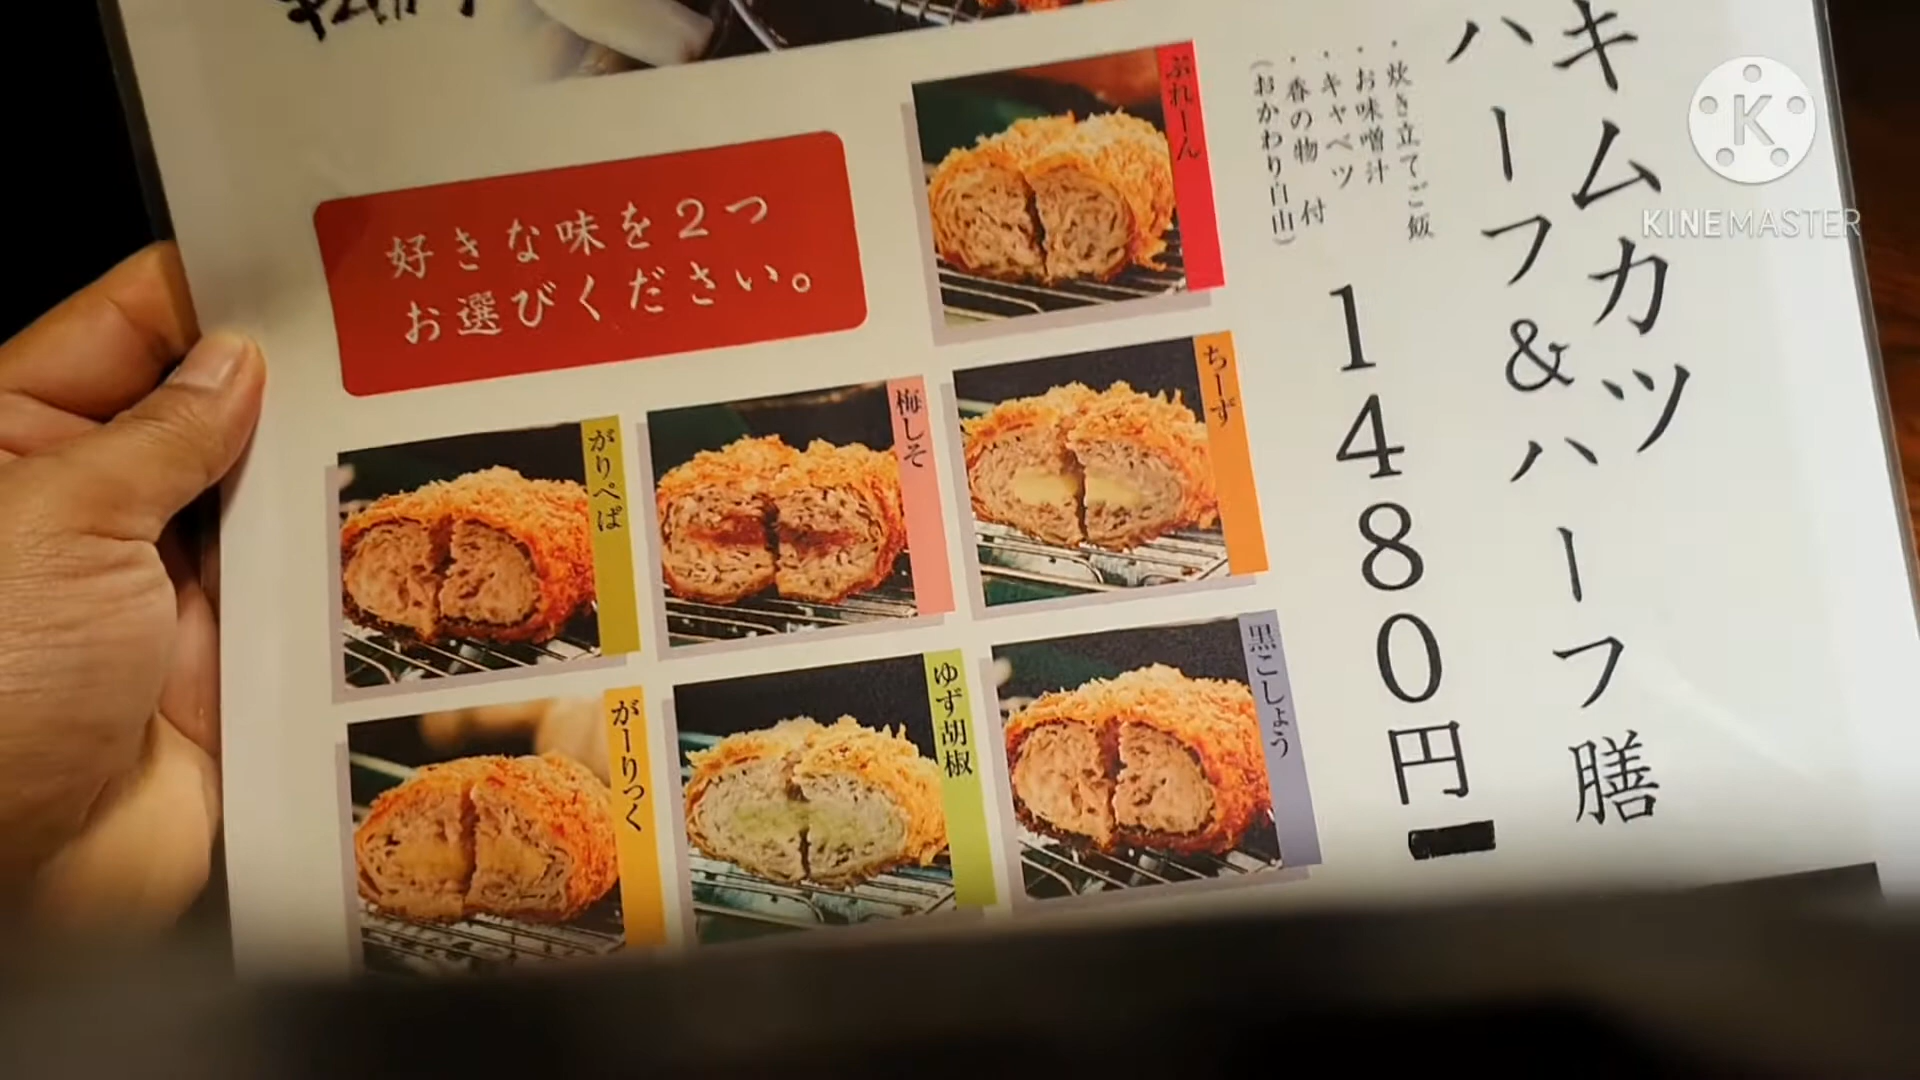 キムカツ
ハーフ&ハーフ膳
・炊き立てご飯
・お味噌汁
・キャベツ
・香の物 付
(おかわり自由)
1480円
ぷれーん
好きな味を2つ
お選びください。
ちーず
梅しそ
がりぺぱ
黒こしょう
ゆず胡椒
がーりっく
K
KINEMASTER